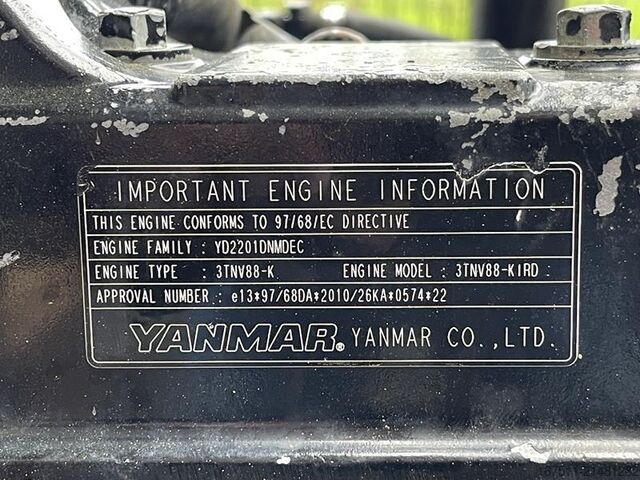 IMPORTANT ENGINE INFORMATION
THIS ENGINE CONFORMS TO 97/68/EC DIRECTIVE
ENGINE FAMILY : YD2201DNMDEC
ENGINE TYPE : 3TNV88-K ENGINE MODEL : 3TNV88-KIRD
APPROVAL NUMBER : e13*97/68DA*2010/26KA*0574*22
YANMAR® YANMAR CO.,LTD.